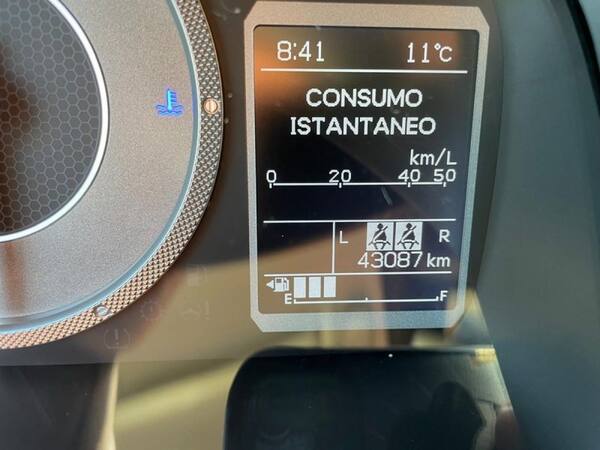 8:41 11°C
CONSUMO
ISTANTANEO
km/L
0 20 40 50
L R
43087 km
E F